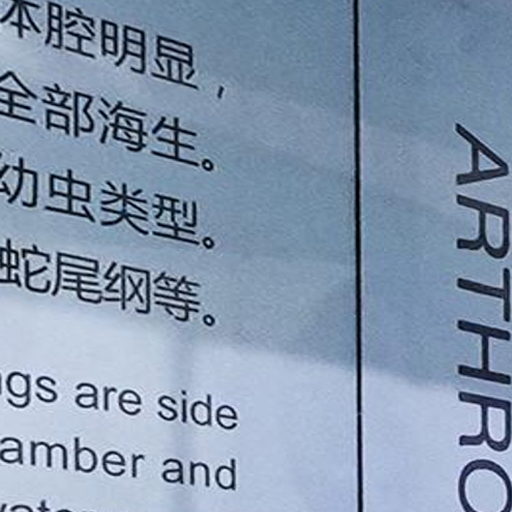 本腔明显，
全部海生。
幼虫类型。
蛇尾纲等。
ngs are side
amber and
ARTHRO